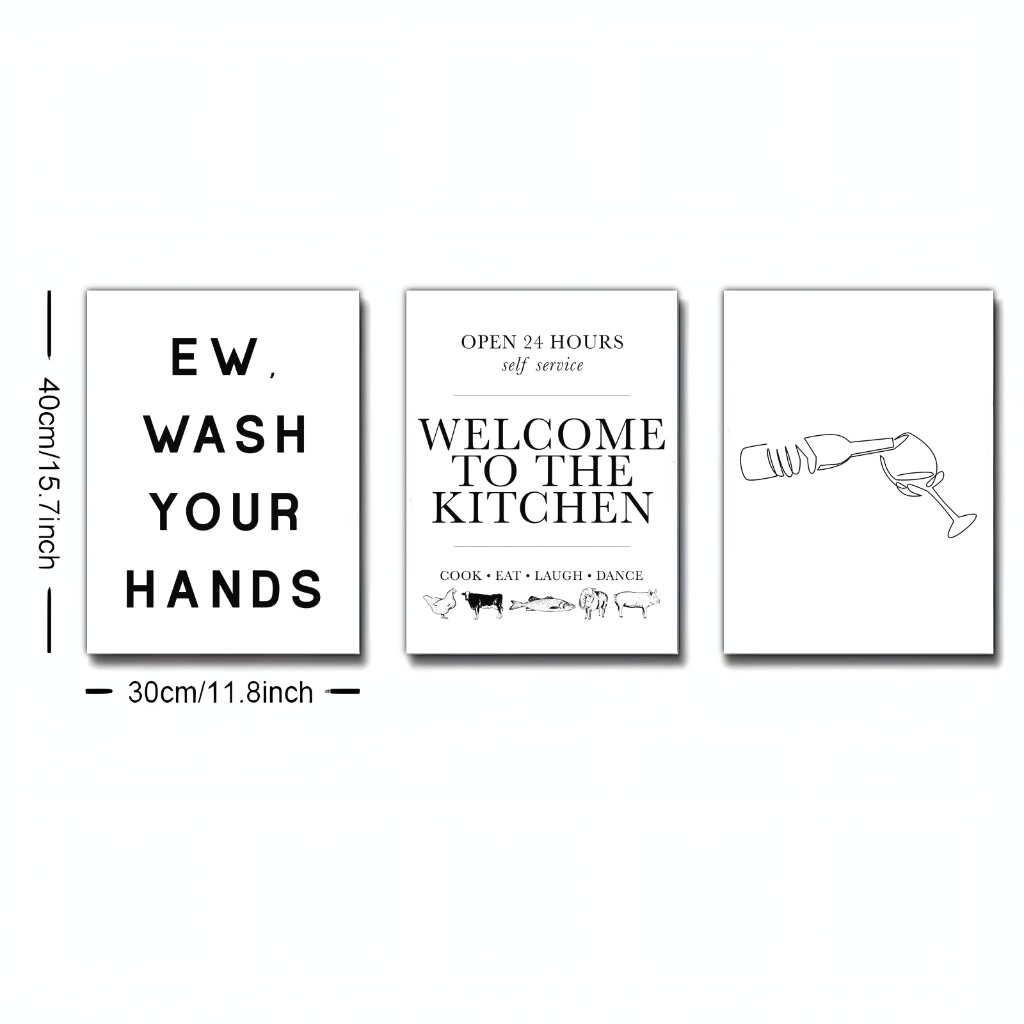 EW,
WASH
YOUR
HANDS
OPEN 24 HOURS
self service
WELCOME
TO THE
KITCHEN
COOK • EAT • LAUGH • DANCE
40cm/15.7inch
30cm/11.8inch